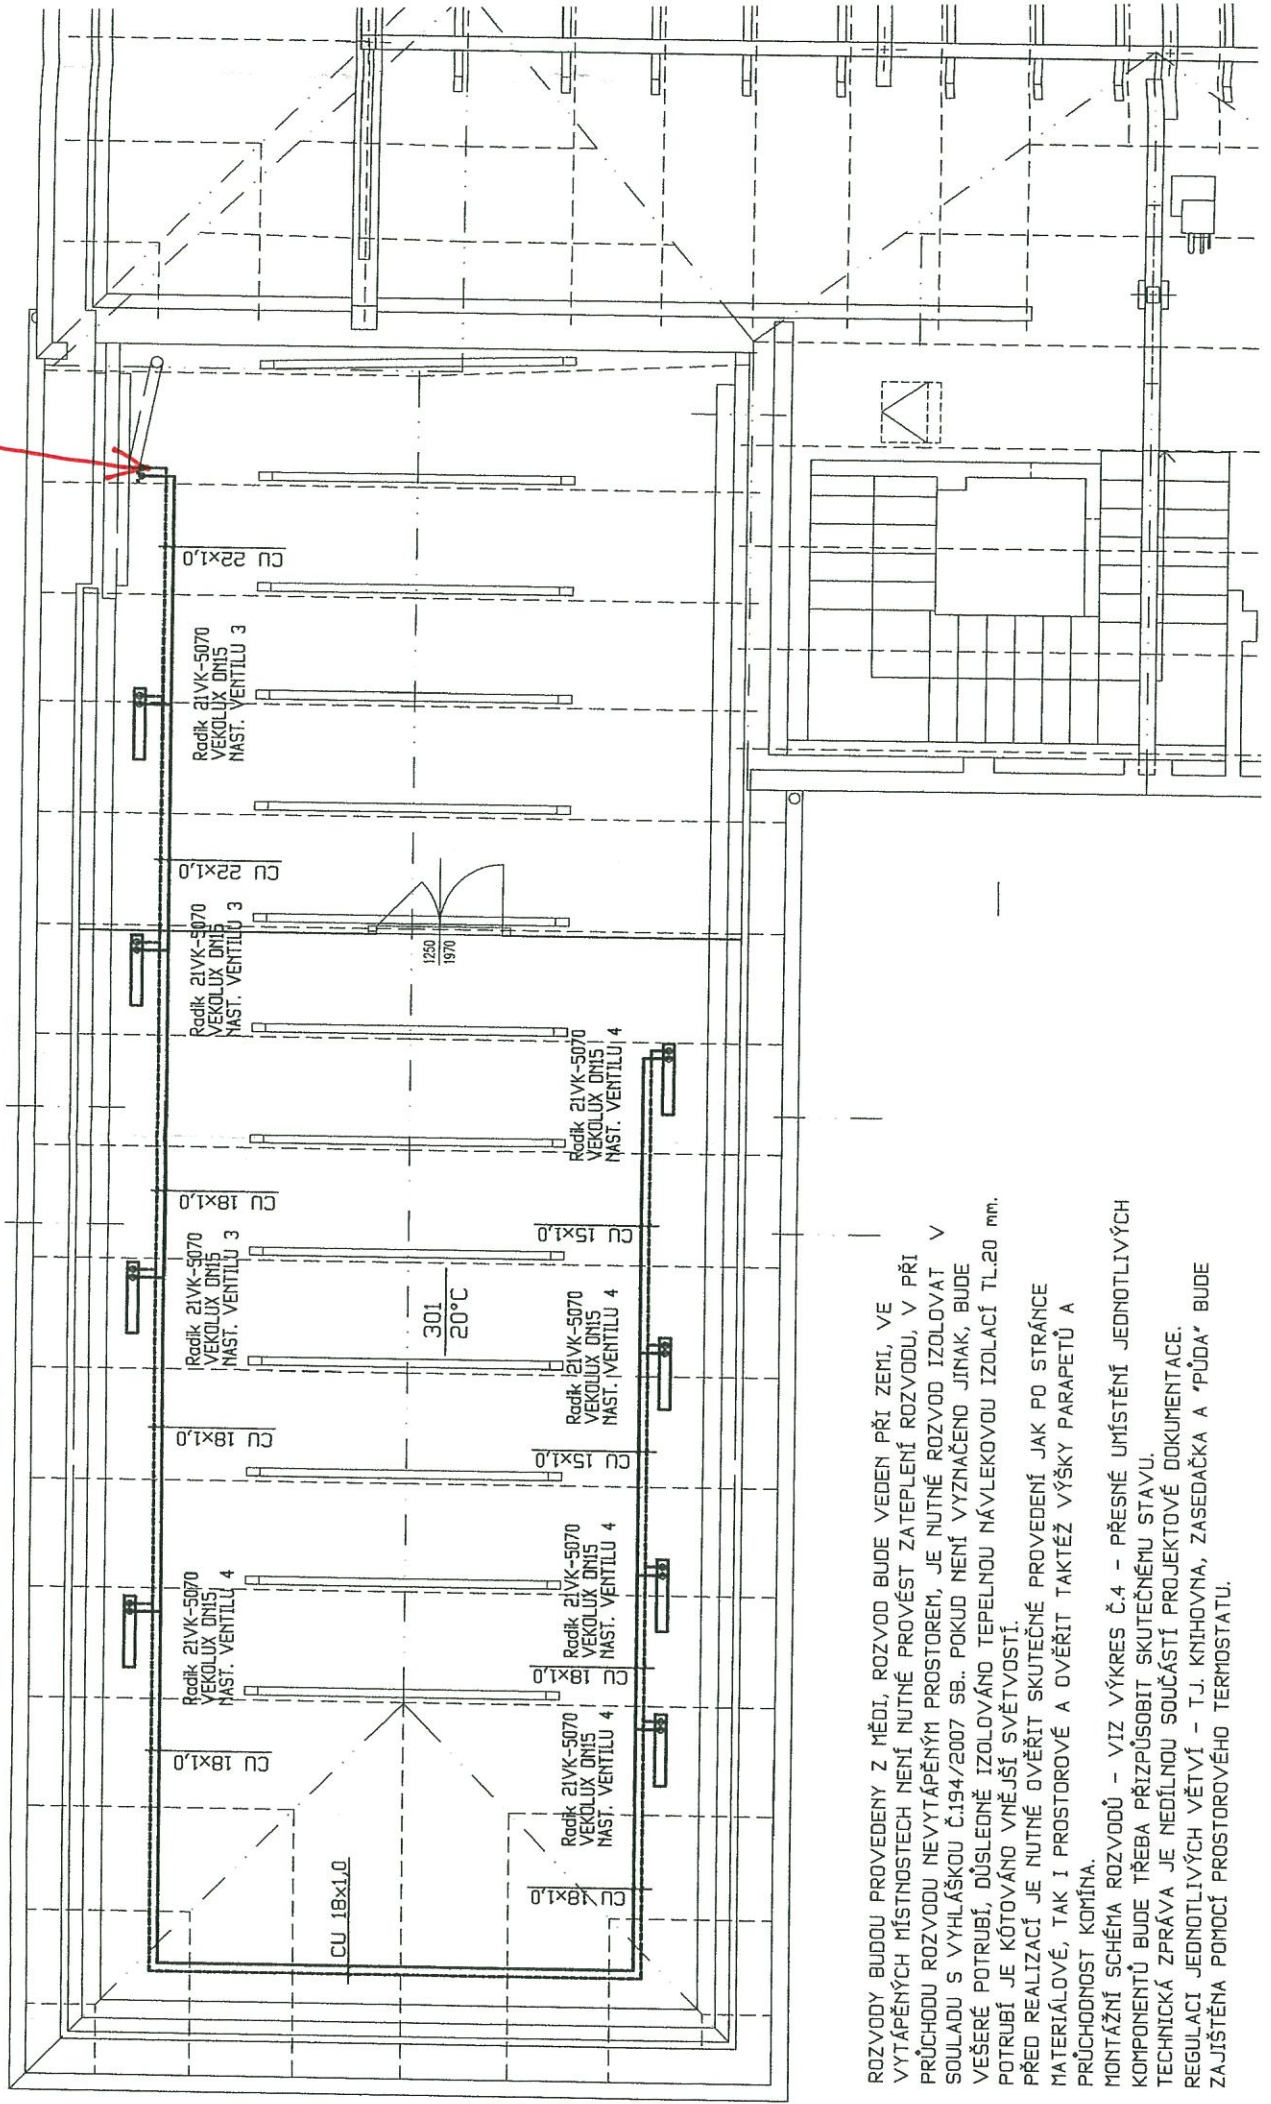 CU 22x1,0
Radik 21VK-5070
VEKOLUX DN15
NAST. VENTILU 3
CU 22x1,0
Radik 21VK-5070
VEKOLUX DN15
NAST. VENTILU 3
CU 18x1,0
Radik 21VK-5070
VEKOLUX DN15
NAST. VENTILU 3
CU 18x1,0
Radik 21VK-5070
VEKOLUX DN15
NAST. VENTILU 4
CU 18x1,0
CU 18x1,0
1250
1970
301
20°C
Radik 21VK-5070
VEKOLUX DN15
NAST. VENTILU 4
CU 15x1,0
Radik 21VK-5070
VEKOLUX DN15
NAST. VENTILU 4
CU 15x1,0
Radik 21VK-5070
VEKOLUX DN15
NAST. VENTILU 4
CU 18x1,0
Radik 21VK-5070
VEKOLUX DN15
NAST. VENTILU 4
CU 18x1,0
ROZVODY BUDOU PROVEDENY Z MĚDI, ROZVOD BUDE VEDEN PŘI ZEMI, VE
VYTÁPĚNÝCH MÍSTNOSTECH NENÍ NUTNÉ PROVÉST ZATEPLENÍ ROZVODU, V PŘI
PRŮCHODU ROZVODU NEVYTÁPĚNÝM PROSTOREM, JE NUTNÉ ROZVOD IZOLOVAT V
SOULADU S VYHLÁŠKOU Č.194/2007 SB.. POKUD NENÍ VYZNAČENO JINAK, BUDE
VEŠERÉ POTRUBÍ, DŮSLEDNĚ IZOLOVÁNO TEPELNOU NÁVLEKOVOU IZOLACÍ TL.20 mm.
POTRUBÍ JE KÓTOVÁNO VNĚJŠÍ SVĚTVOSTÍ.
PŘED REALIZACÍ JE NUTNÉ OVĚŘIT SKUTEČNÉ PROVEDENÍ JAK PO STRÁNCE
MATERIÁLOVÉ, TAK I PROSTOROVÉ A OVĚŘIT TAKTÉŽ VÝŠKY PARAPETŮ A
PRŮCHODNOST KOMÍNA.
MONTÁŽNÍ SCHÉMA ROZVODŮ - VIZ VÝKRES Č.4 - PŘESNÉ UMÍSTĚNÍ JEDNOTLIVÝCH
KOMPONENTŮ BUDE TŘEBA PŘIZPŮSOBIT SKUTEČNÉMU STAVU.
TECHNICKÁ ZPRÁVA JE NEDÍLNOU SOUČÁSTÍ PROJEKTOVÉ DOKUMENTACE.
REGULACI JEDNOTLIVÝCH VĚTVÍ - T.J. KNIHOVNA, ZASEDAČKA A "PŮDA" BUDE
ZAJIŠTĚNA POMOCÍ PROSTOROVÉHO TERMOSTATU.